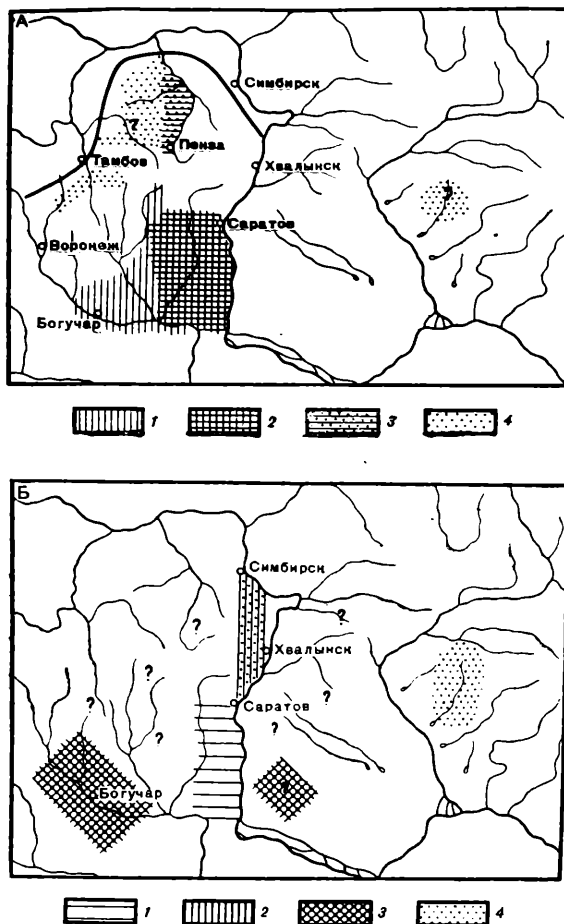 А
Симбирск
?
Пенза
Тамбов
Хвалынск
?
Саратов
Воронеж
Богучар
1 2 3 4
Б
Симбирск
?
?
Хвалынск
?
?
Саратов
?
?
?
Богучар
?
1 2 3 4